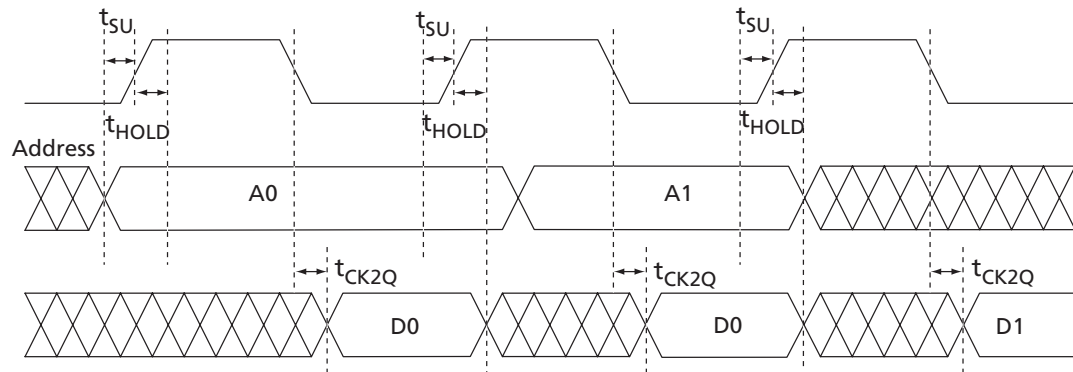 tSU tSU tSU
tHOLD tHOLD tHOLD
Address
A0 A1
tCK2Q tCK2Q tCK2Q
D0 D0 D1